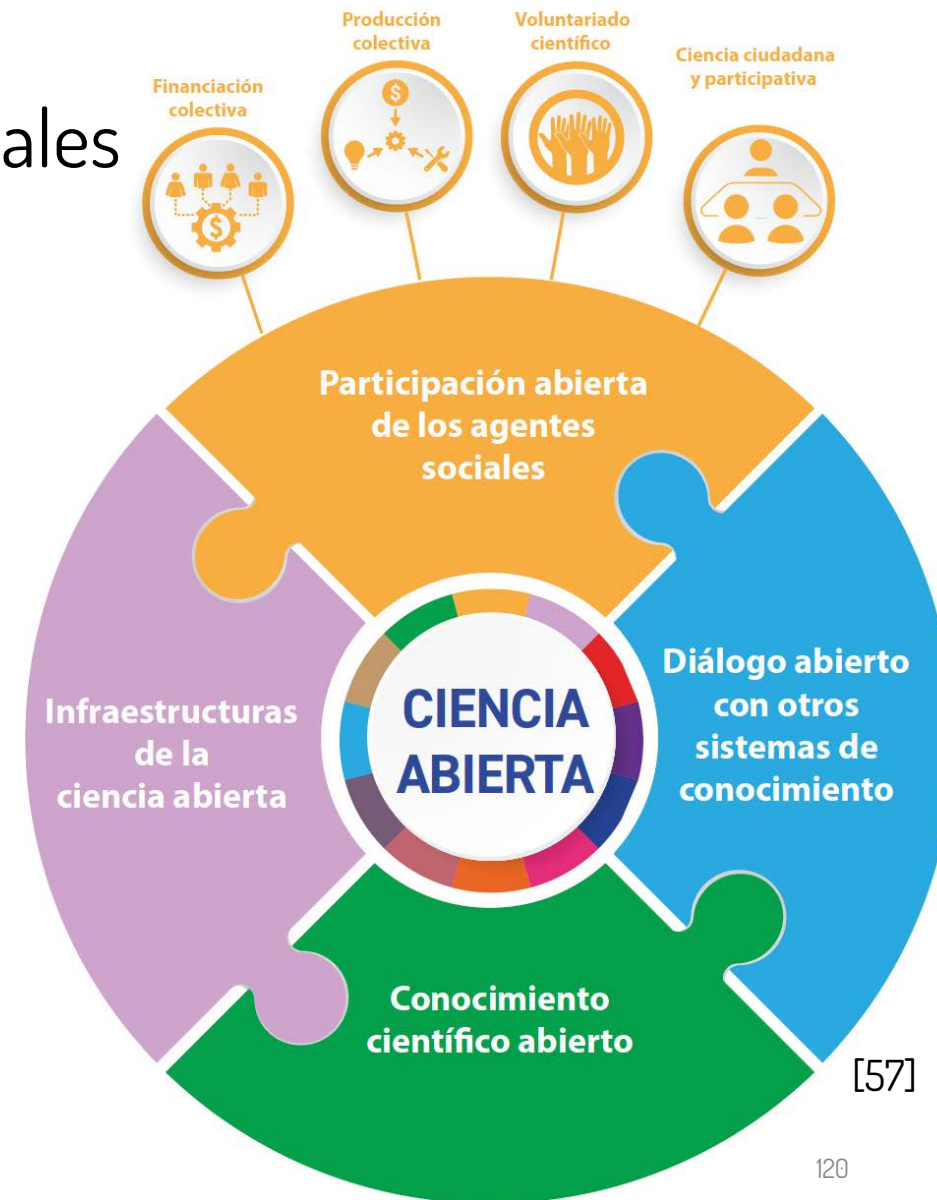 Producción
colectiva
Voluntariado
científico
Ciencia ciudadana
y participativa
Financiación
colectiva
ales
$
$
Participación abierta
de los agentes
sociales
Infraestructuras
de la
ciencia abierta
CIENCIA
ABIERTA
Diálogo abierto
con otros
sistemas de
conocimiento
Conocimiento
científico abierto
[57]
120